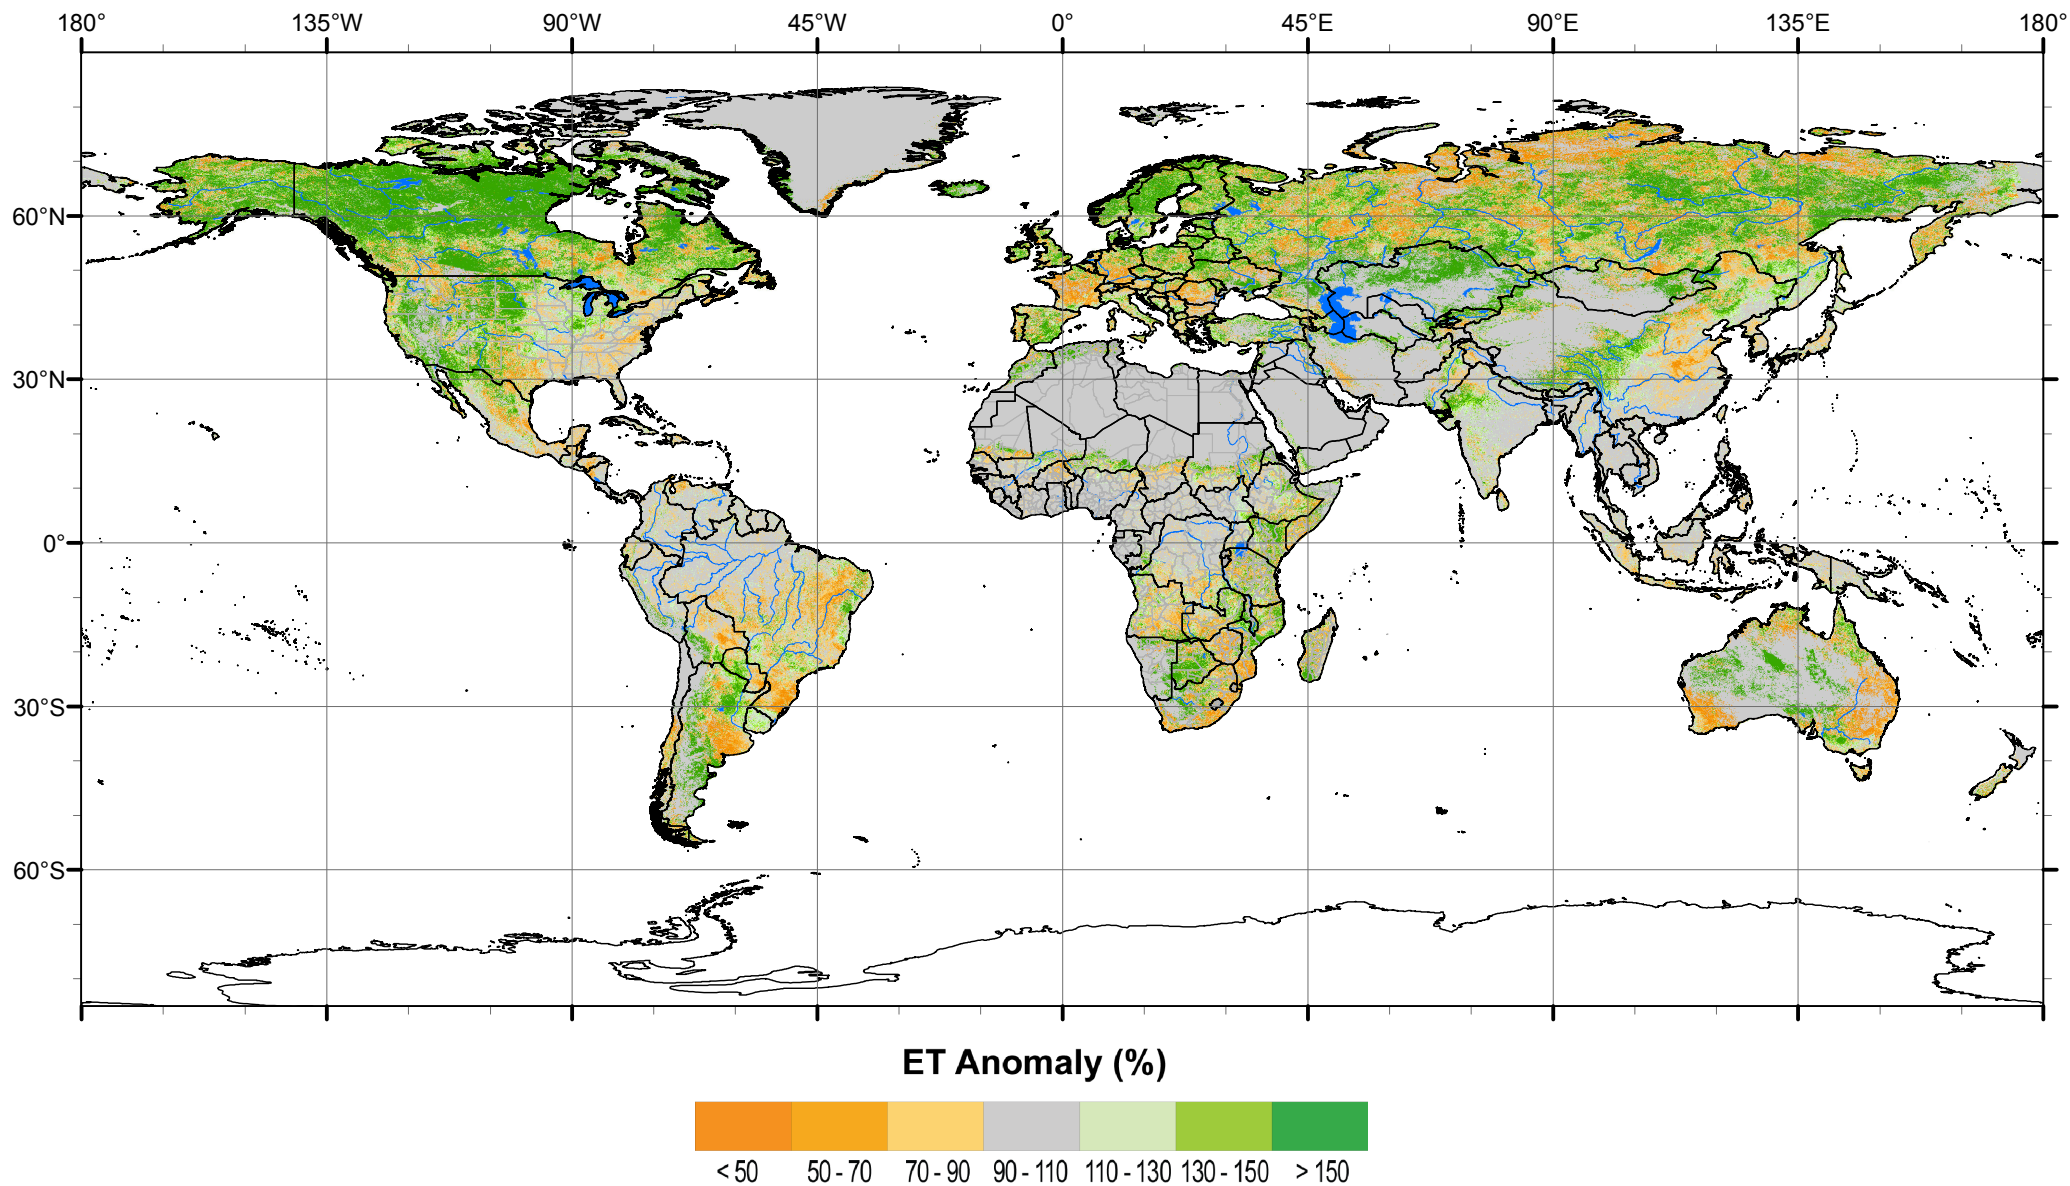 180° 135°W 90°W 45°W 0° 45°E 90°E 135°E 180°
60°N
30°N
0°
30°S
60°S
ET Anomaly (%)
< 50 50 - 70 70 - 90 90 - 110 110 - 130 130 - 150 > 150